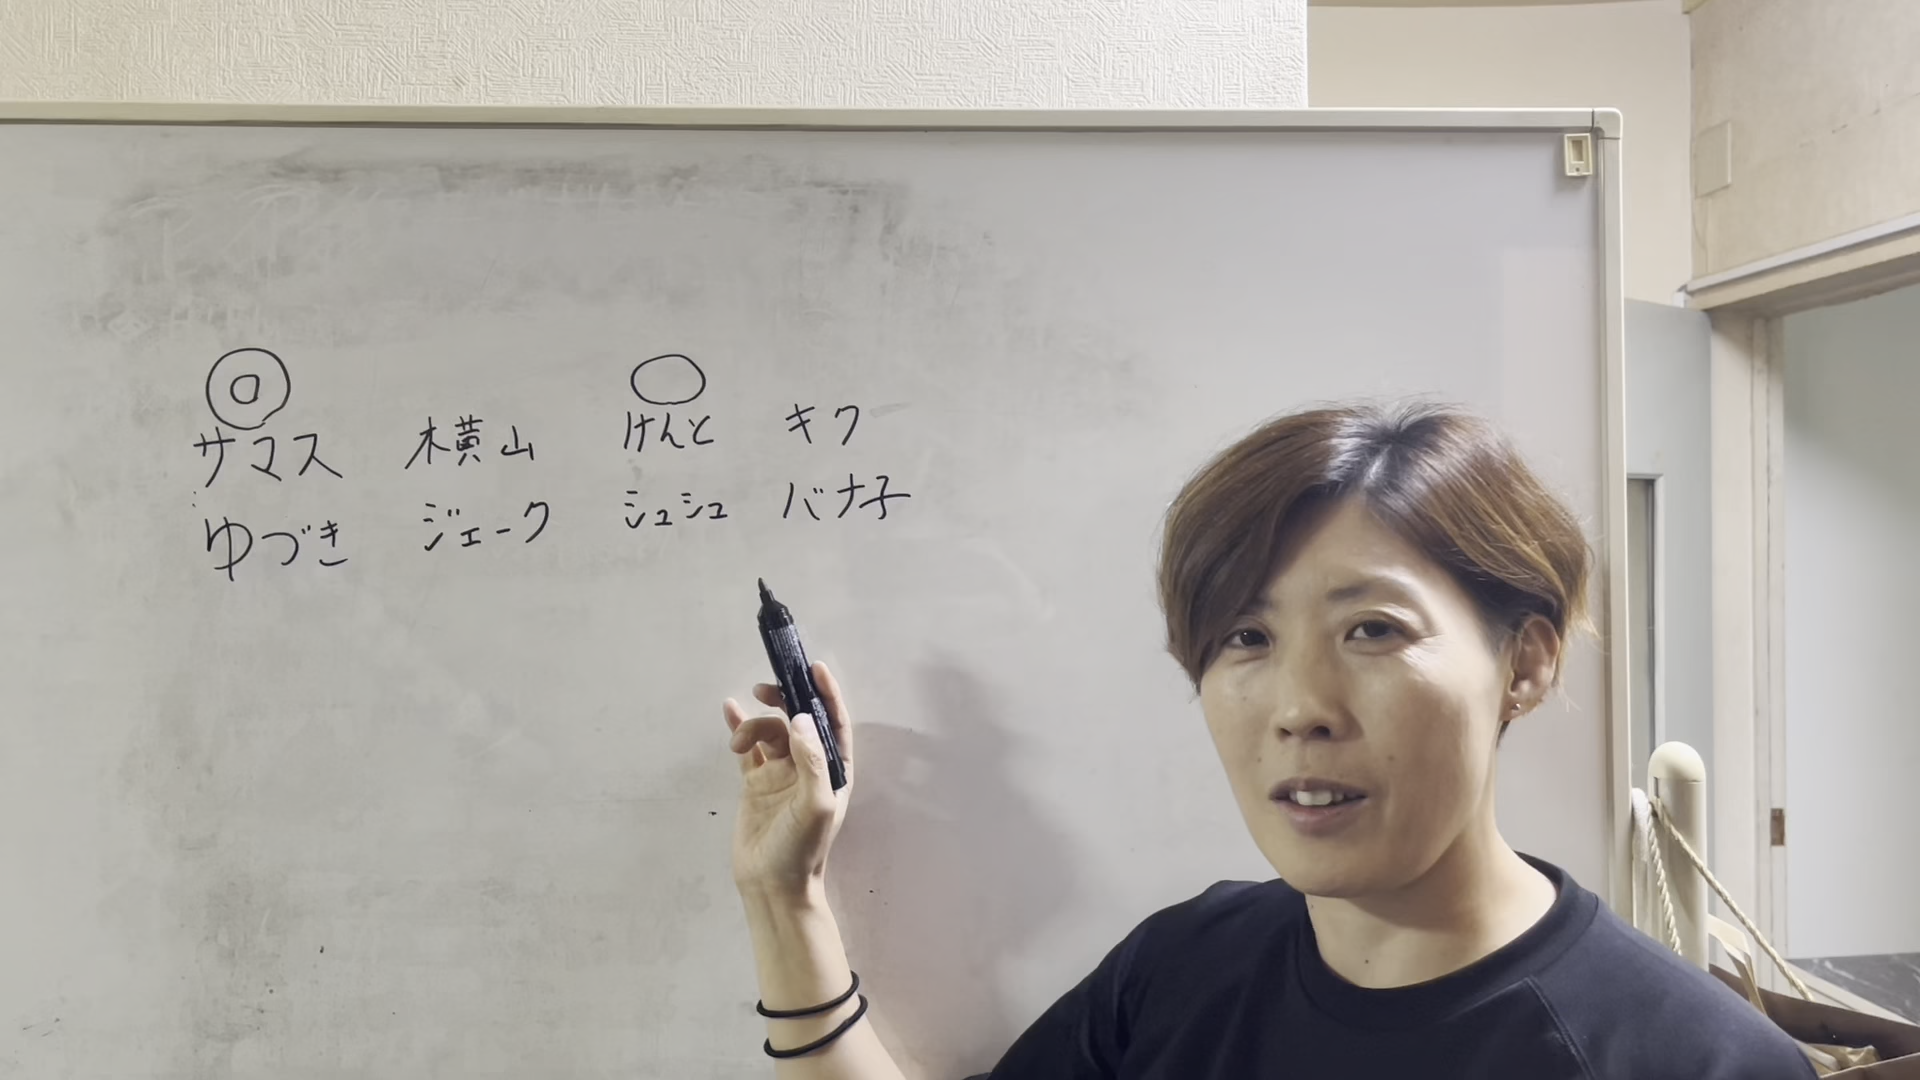 ◎ ○
サマス 横山 けんと キク
ゆづき ジェーク シュシュ バナ子